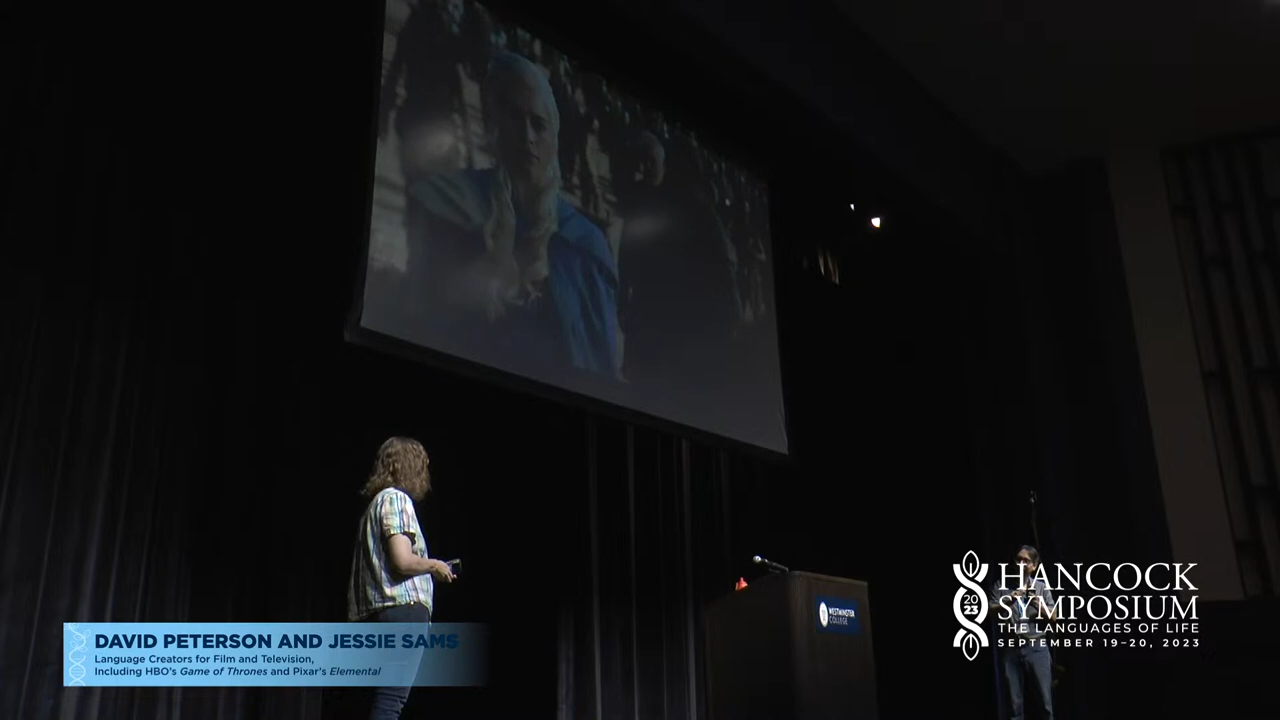 WESTMINSTER
COLLEGE
HANCOCK
20
23
SYMPOSIUM
THE LANGUAGES OF LIFE
SEPTEMBER 19-20, 2023
DAVID PETERSON AND JESSIE SAMS
Language Creators for Film and Television,
Including HBO's Game of Thrones and Pixar's Elemental